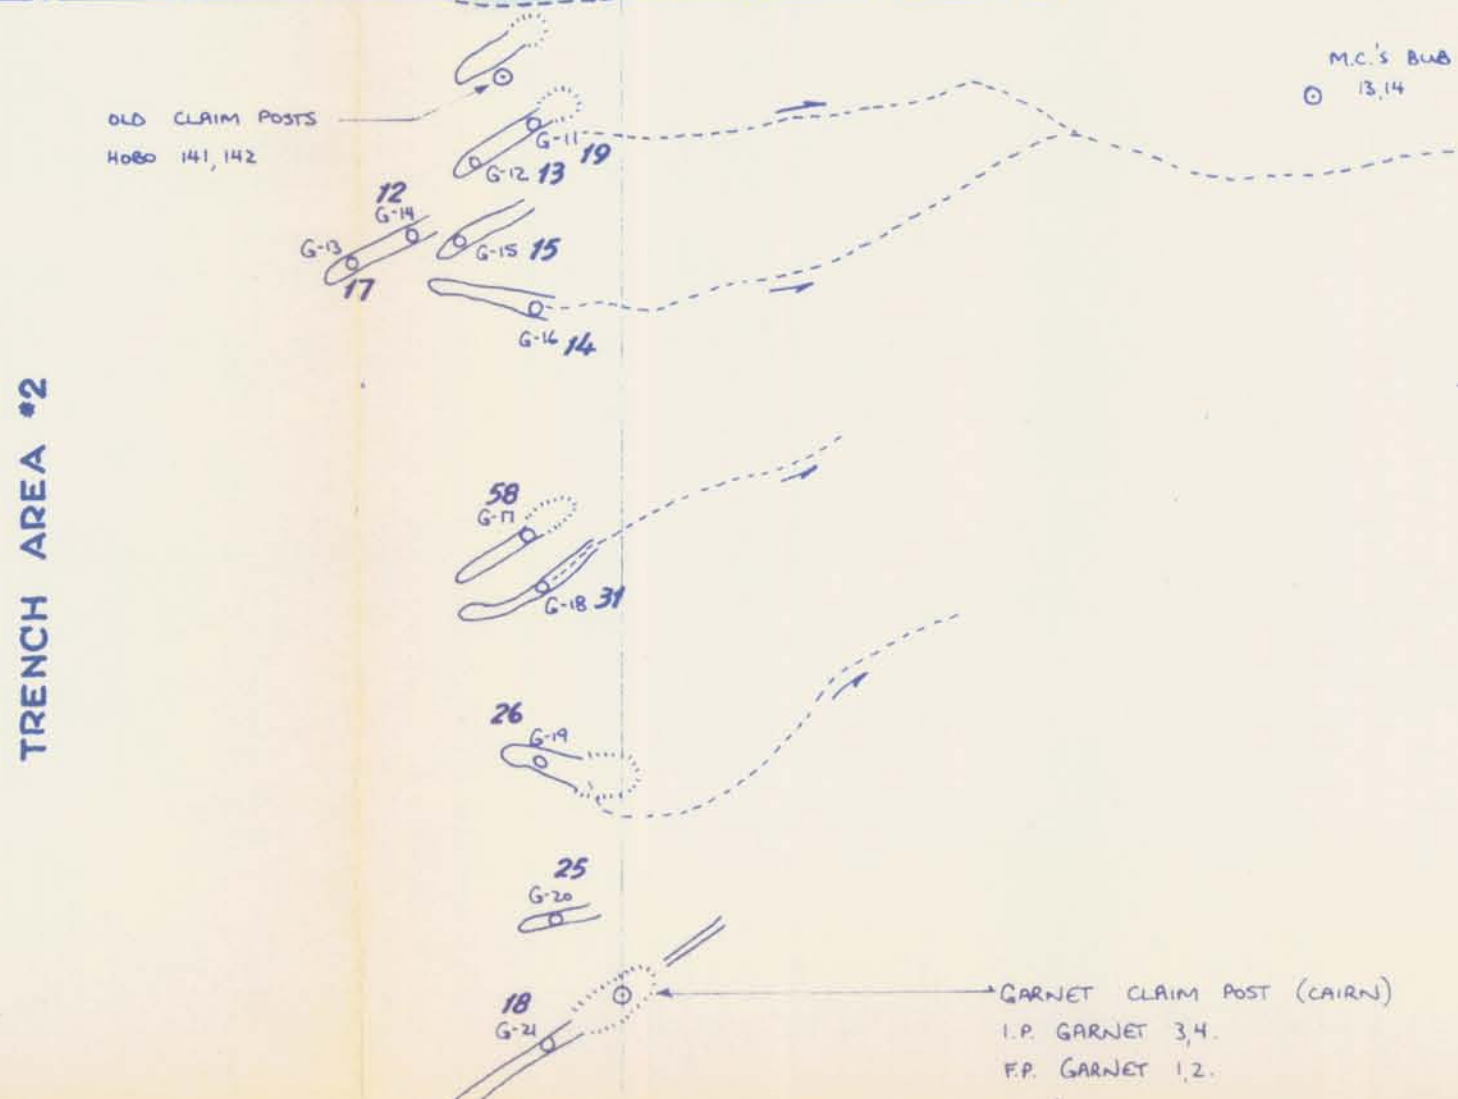 M.C.'s BUB
13,14
OLD CLAIM POSTS
HOBO 141, 142
G-11 19
G-12 13
12
G-14
G-13
17
G-15 15
G-16 14
TRENCH AREA #2
58
G-17
G-18 31
26
G-19
25
G-20
18
G-21
GARNET CLAIM POST (CAIRN)
I.P. GARNET 3,4.
F.P. GARNET 1,2.